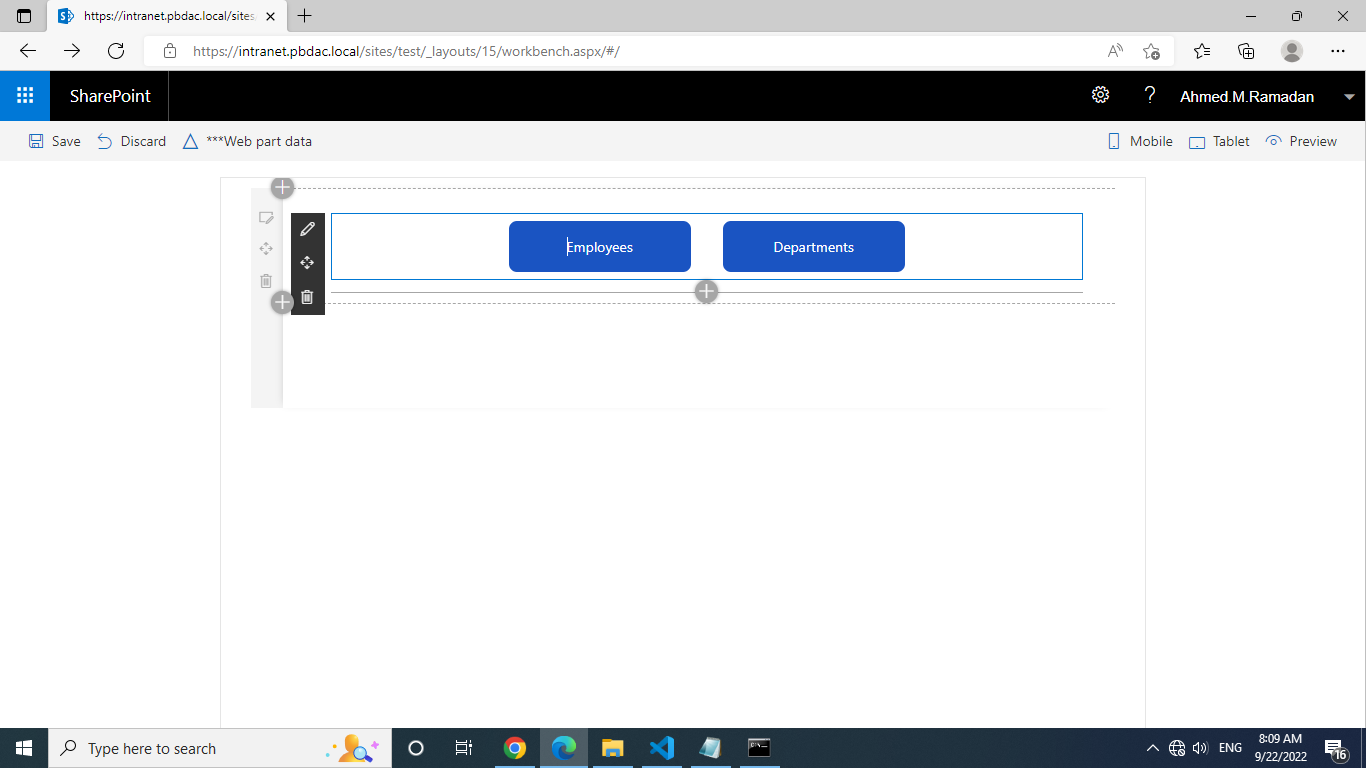 https://intranet.pbdac.local/sites
https://intranet.pbdac.local/sites/test/_layouts/15/workbench.aspx/#/
SharePoint
Ahmed.M.Ramadan
Save
Discard
***Web part data
Mobile
Tablet
Preview
Employees
Departments
Type here to search
ENG
8:09 AM
9/22/2022
16